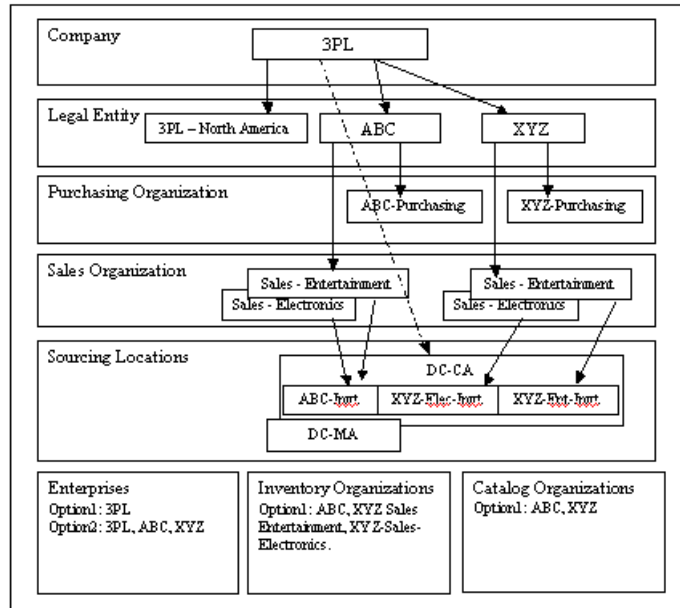 Company
3PL
Legal Entity
3PL – North America
ABC
XYZ
Purchasing Organization
ABC-Purchasing
XYZ-Purchasing
Sales Organization
Sales - Entertainment
Sales - Electronics
Sales - Entertainment
Sales - Electronics
Sourcing Locations
DC-CA
ABC-Invt
XYZ-Elec-Invt
XYZ-Ent-Invt
DC-MA
Enterprises
Option1: 3PL
Option2: 3PL, ABC, XYZ
Inventory Organizations
Option1: ABC, XYZ Sales
Entertainment, XYZ-Sales-
Electronics.
Catalog Organizations
Option1: ABC, XYZ